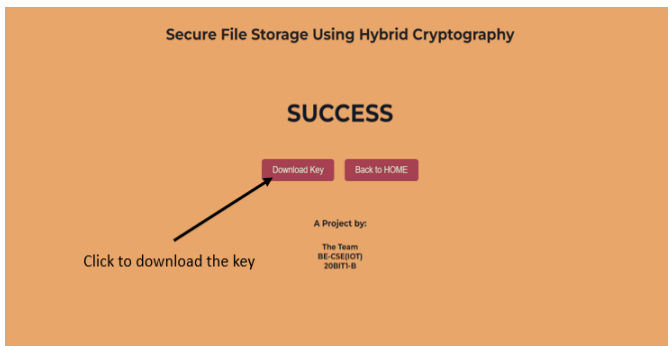 Secure File Storage Using Hybrid Cryptography
SUCCESS
Download Key
Back to HOME
A Project by:
Click to download the key
The Team
BE-CSE(IOT)
20BIT1-B